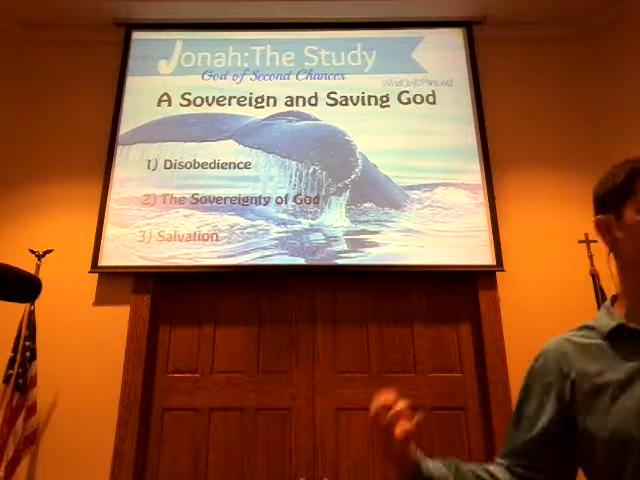 Jonah:The Study
God of Second Chances
A Sovereign and Saving God
1) Disobedience
2) The Sovereignty of God
3) Salvation